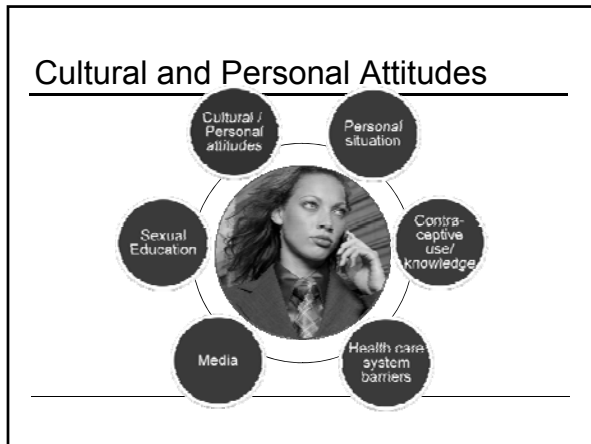 Cultural and Personal Attitudes
Cultural /
Personal
attitudes
Personal
situation
Sexual
Education
Contra-
ceptive
use/
knowledge
Media
Health care
system
barriers